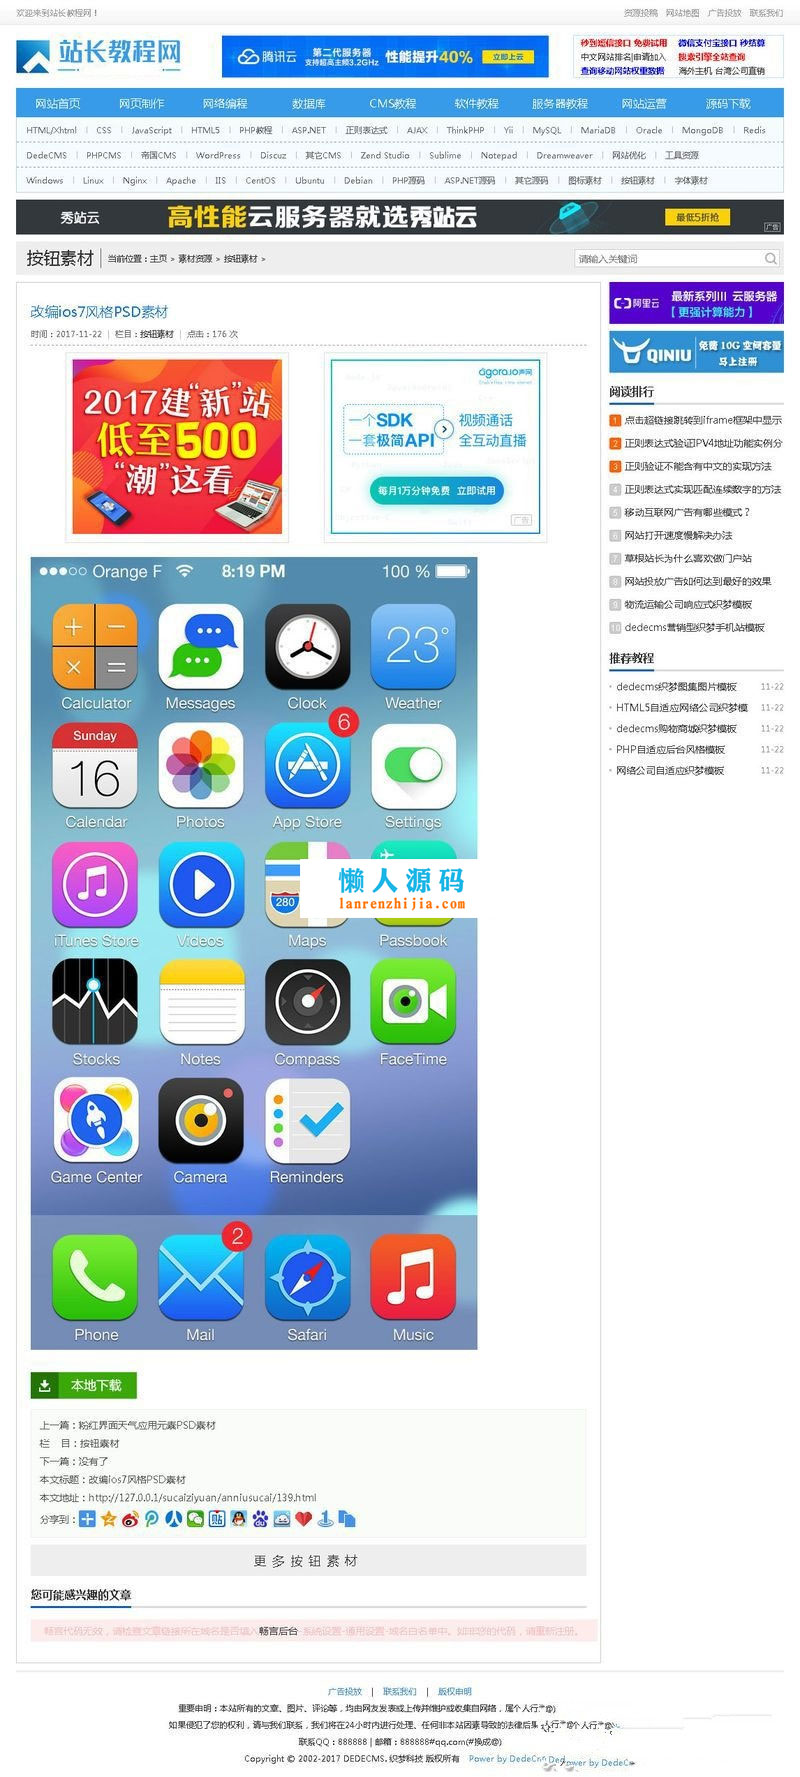 欢迎来到站长教程网！
资源投稿 网站地图 广告投放 联系我们
站长教程网
腾讯云 第二代服务器 支持超高主频3.2GHz 性能提升40% 立即上云
秒到短信接口 免费试用 微信支付宝接口 秒结算
中文网站排名|申请加入 搜索引擎全站查询
查询移动网站权重数据 海外主机 台湾公司直销
网站首页 网页制作 网络编程 数据库 CMS教程 软件教程 服务器教程 网站运营 源码下载
HTML/Xhtml CSS JavaScript HTML5 PHP教程 ASP.NET 正则表达式 AJAX ThinkPHP Yii MySQL MariaDB Oracle MongoDB Redis
DedeCMS PHPCMS 帝国CMS WordPress Discuz 其它CMS Zend Studio Sublime Notepad Dreamweaver 网站优化 工具资源
Windows Linux Nginx Apache IIS CentOS Ubuntu Debian PHP源码 ASP.NET源码 其它源码 图标素材 按钮素材 字体素材
秀站云 高性能云服务器就选秀站云 最低5折抢 广告
按钮素材 当前位置：主页 > 素材资源 > 按钮素材 >
请输入关键词
改编ios7风格PSD素材
时间：2017-11-22 | 栏目：按钮素材 | 点击：176 次
2017建“新”站
低至500
“潮”这看
agora.io声网
一个SDK
一套极简API
视频通话
全互动直播
每月1万分钟免费 立即试用
广告
Orange F 8:19 PM 100 %
23°
Calculator Messages Clock Weather
Sunday
16
6
Calendar Photos App Store Settings
280
懒人源码
lanrenzhijia.com
iTunes Store Videos Maps Passbook
Stocks Notes Compass FaceTime
Game Center Camera Reminders
2
Phone Mail Safari Music
本地下载
上一篇：粉红界面天气应用元素PSD素材
栏 目：按钮素材
下一篇：没有了
本文标题：改编ios7风格PSD素材
本文地址：http://127.0.0.1/sucaiziyuan/anniusucai/139.html
分享到：
更多按钮素材
您可能感兴趣的文章
畅言代码无效，请检查文章链接所在域名是否填入畅言后台-系统设置-通用设置-域名白名单中。如非您的代码，请重新注册。
阿里云 最新系列III 云服务器
【更强计算能力】
QINIU 免费 10G 空间容量
马上注册
阅读排行
1 点击超链接跳转到iframe框架中显示
2 正则表达式验证IPV4地址功能实例分
3 正则验证不能含有中文的实现方法
4 正则表达式实现匹配连续数字的方法
5 移动互联网广告有哪些模式？
6 网站打开速度慢解决办法
7 草根站长为什么喜欢做门户站
8 网站投放广告如何达到最好的效果
9 物流运输公司响应式织梦模板
10 dedecms营销型织梦手机站模板
推荐教程
dedecms织梦图集图片模板 11-22
HTML5自适应网络公司织梦模 11-22
dedecms购物商城织梦模板 11-22
PHP自适应后台风格模板 11-22
网络公司自适应织梦模板 11-22
广告投放 | 联系我们 | 版权申明
重要申明：本站所有的文章、图片、评论等，均由网友发表或上传并维护或收集自网络，属个人行
如果侵犯了您的权利，请与我们联系，我们将在24小时内进行处理、任何非本站因素导致的法律后果
联系QQ：888888 | 邮箱：888888#qq.com(#换成@)
Copyright © 2002-2017 DEDECMS. 织梦科技 版权所有 Power by DedeCms